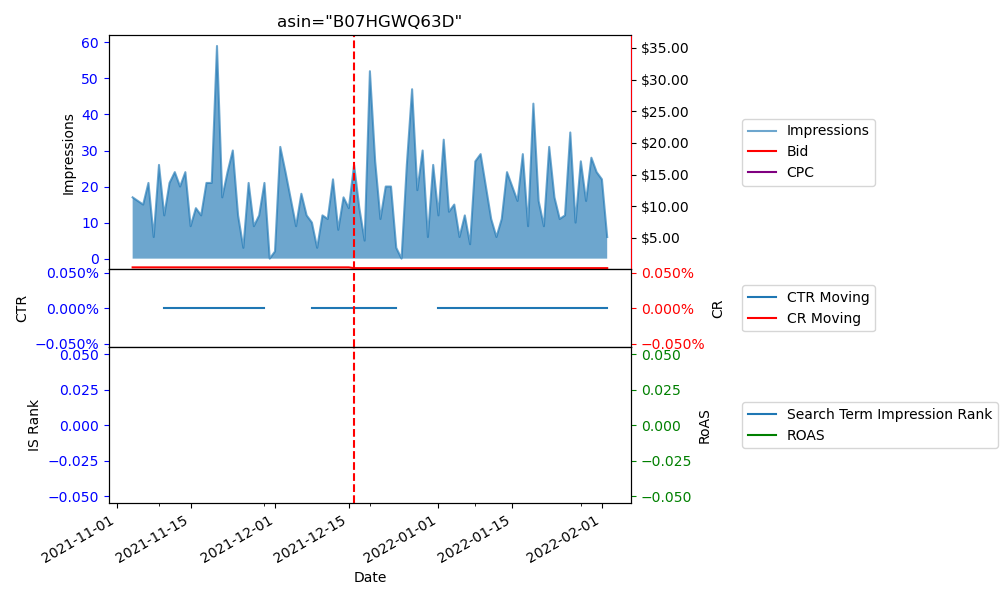 asin="B07HGWQ63D"
60
50
40
30
20
10
0
Impressions
$35.00
$30.00
$25.00
$20.00
$15.00
$10.00
$5.00
Impressions
Bid
CPC
0.050%
0.000%
−0.050%
CTR
0.050%
0.000%
−0.050%
CR
CTR Moving
CR Moving
0.050
0.025
0.000
−0.025
−0.050
IS Rank
0.050
0.025
0.000
−0.025
−0.050
RoAS
Search Term Impression Rank
ROAS
2021-11-01
2021-11-15
2021-12-01
2021-12-15
2022-01-01
2022-01-15
2022-02-01
Date